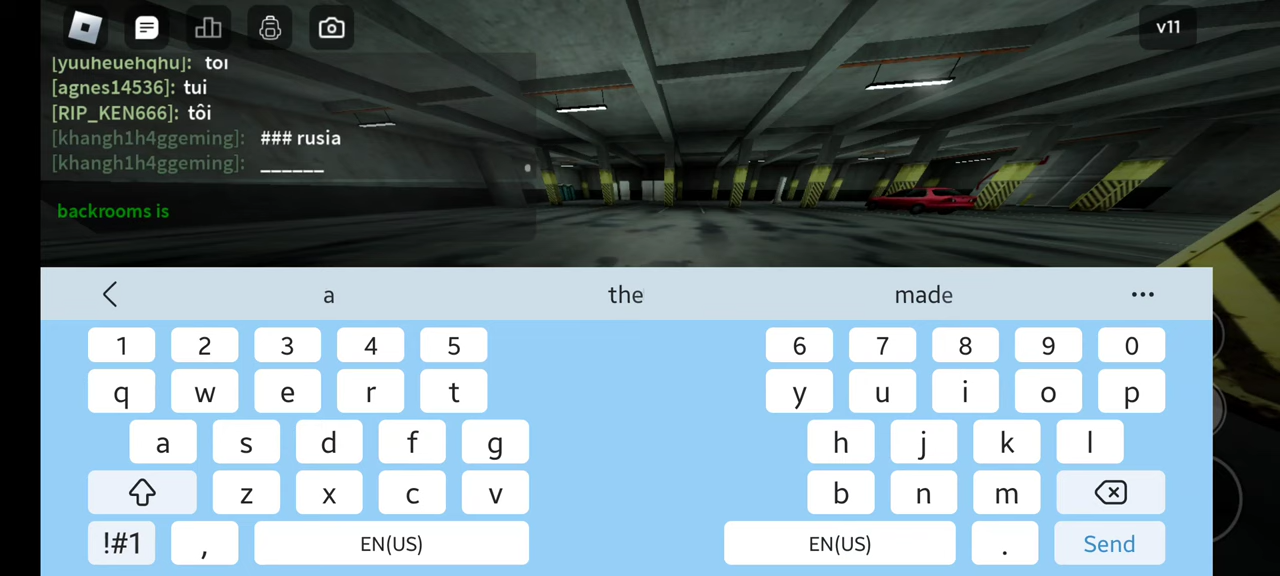 v11
[yuuheuehqhu]: toi
[agnes14536]: tui
[RIP_KEN666]: tôi
[khangh1h4ggeming]: ### rusia
[khangh1h4ggeming]: ______
backrooms is
a the made ...
1 2 3 4 5 6 7 8 9 0
q w e r t y u i o p
a s d f g h j k l
z x c v b n m
!#1 , EN(US) EN(US) . Send